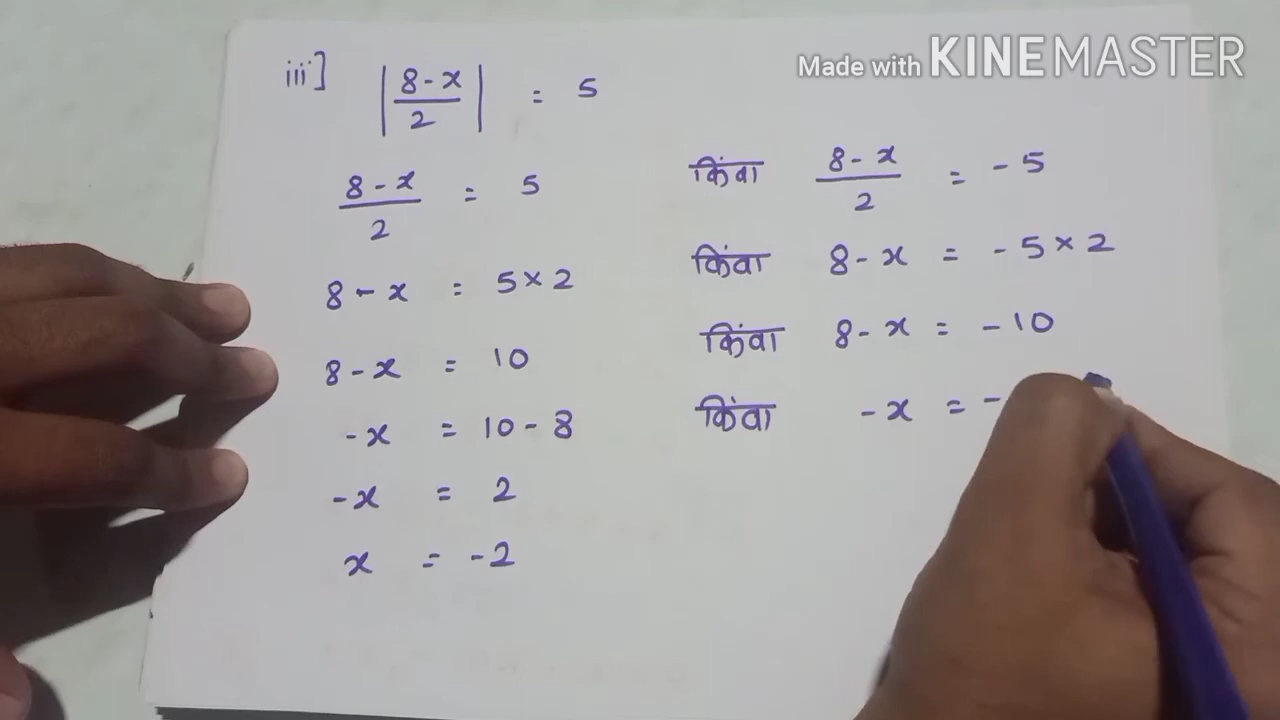 Made with KINEMASTER
iii] |8-x/2| = 5
8-x/2 = 5 किंवा 8-x/2 = -5
8-x = 5×2 किंवा 8-x = -5×2
8-x = 10 किंवा 8-x = -10
-x = 10-8 किंवा -x = -
-x = 2
x = -2